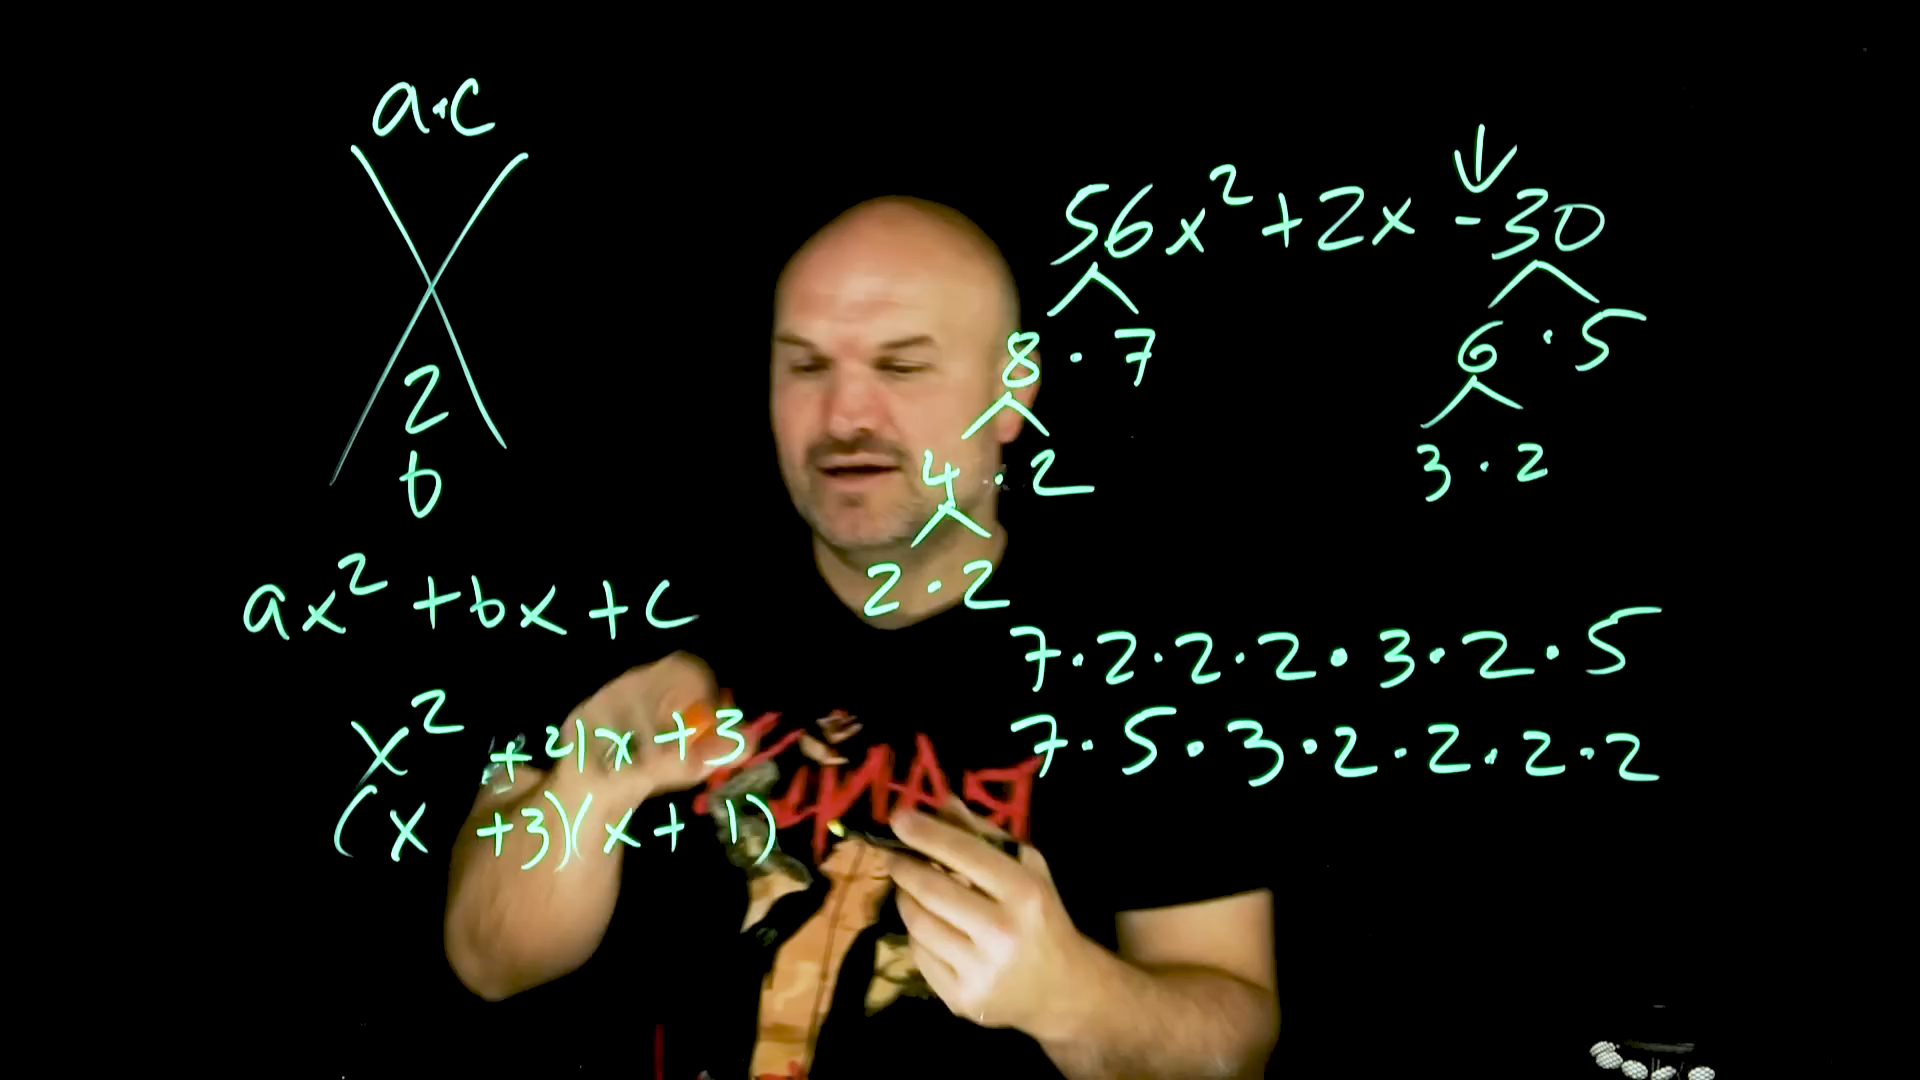 a·c
2
b
ax² +bx +c
x² +4x +3
(x +3)(x + 1)
56x² +2x -30
8 · 7
6 · 5
4 · 2
3 · 2
2 · 2
7·2·2·2·3·2·5
7·5·3·2·2·2·2